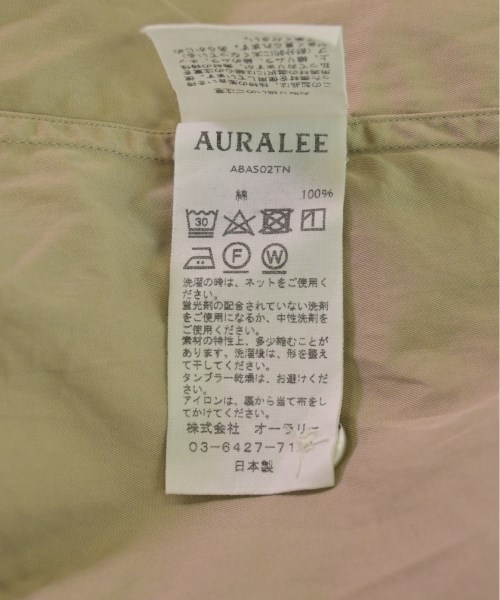 AURALEE
ABAS02TN
綿 100%
30
F W
洗濯の時は、ネットをご使用く
ださい。
蛍光剤の配合されていない洗剤
をご使用になるか、中性洗剤を
ご使用ください。
素材の特性上、多少縮むことが
あります。洗濯後は、形を整え
て干してください。
タンブラー乾燥は、お避けくだ
さい。
アイロンは、裏から当て布をし
てかけてください。
株式会社 オーラリー
03-6427-71
日本製